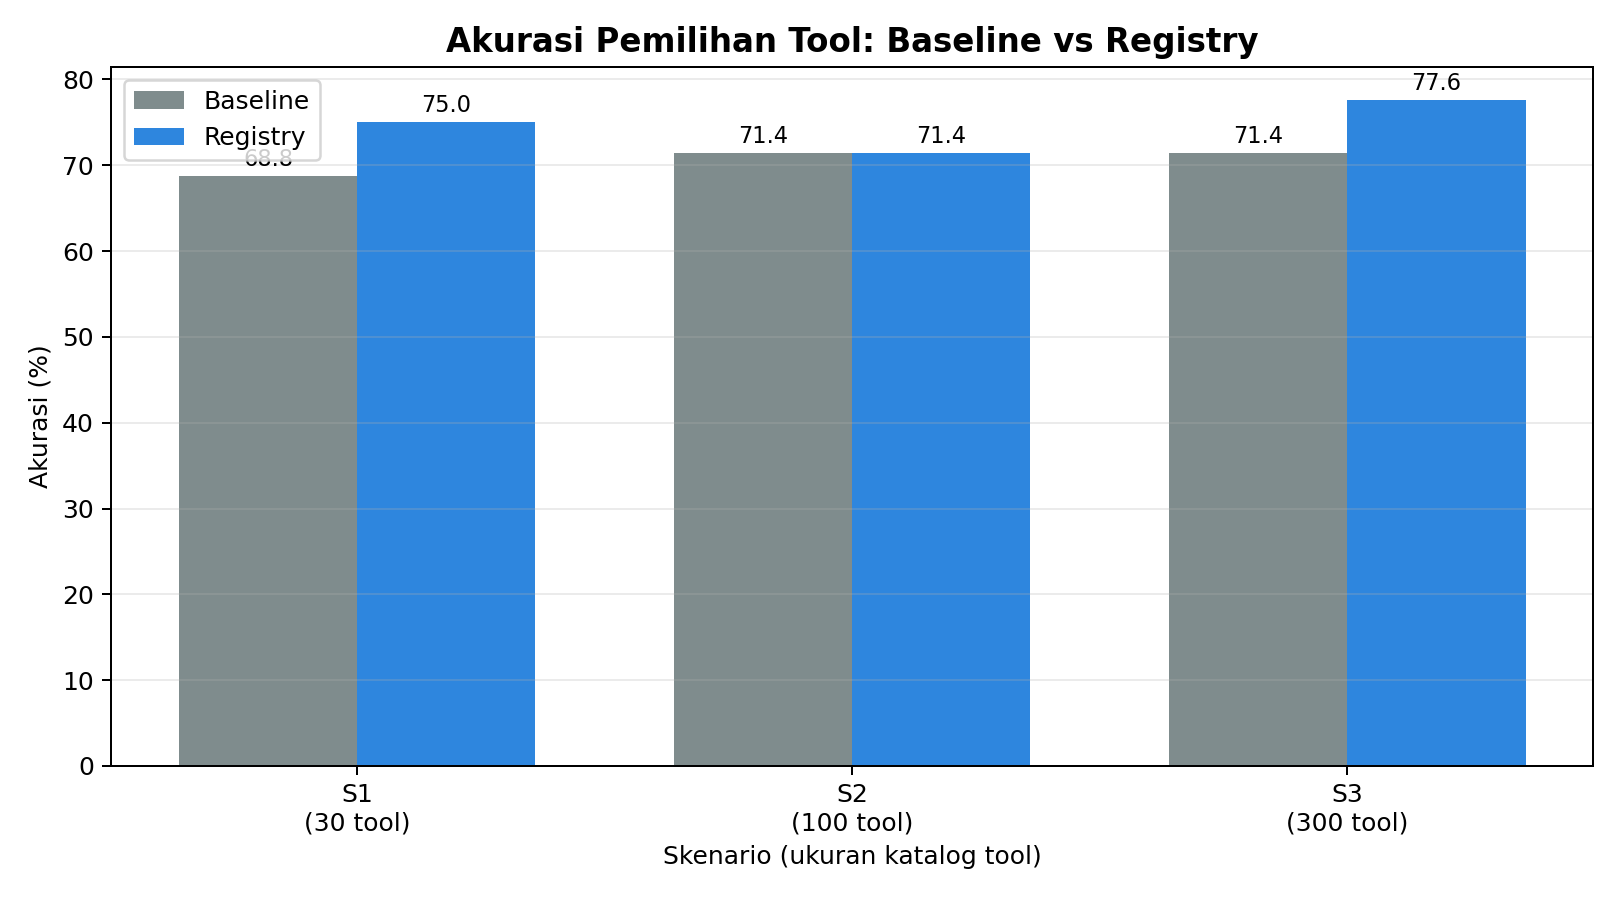 Akurasi Pemilihan Tool: Baseline vs Registry
Baseline
Registry
68.8
75.0
71.4
71.4
71.4
77.6
80
70
60
50
40
30
20
10
0
Akurasi (%)
S1
(30 tool)
S2
(100 tool)
S3
(300 tool)
Skenario (ukuran katalog tool)